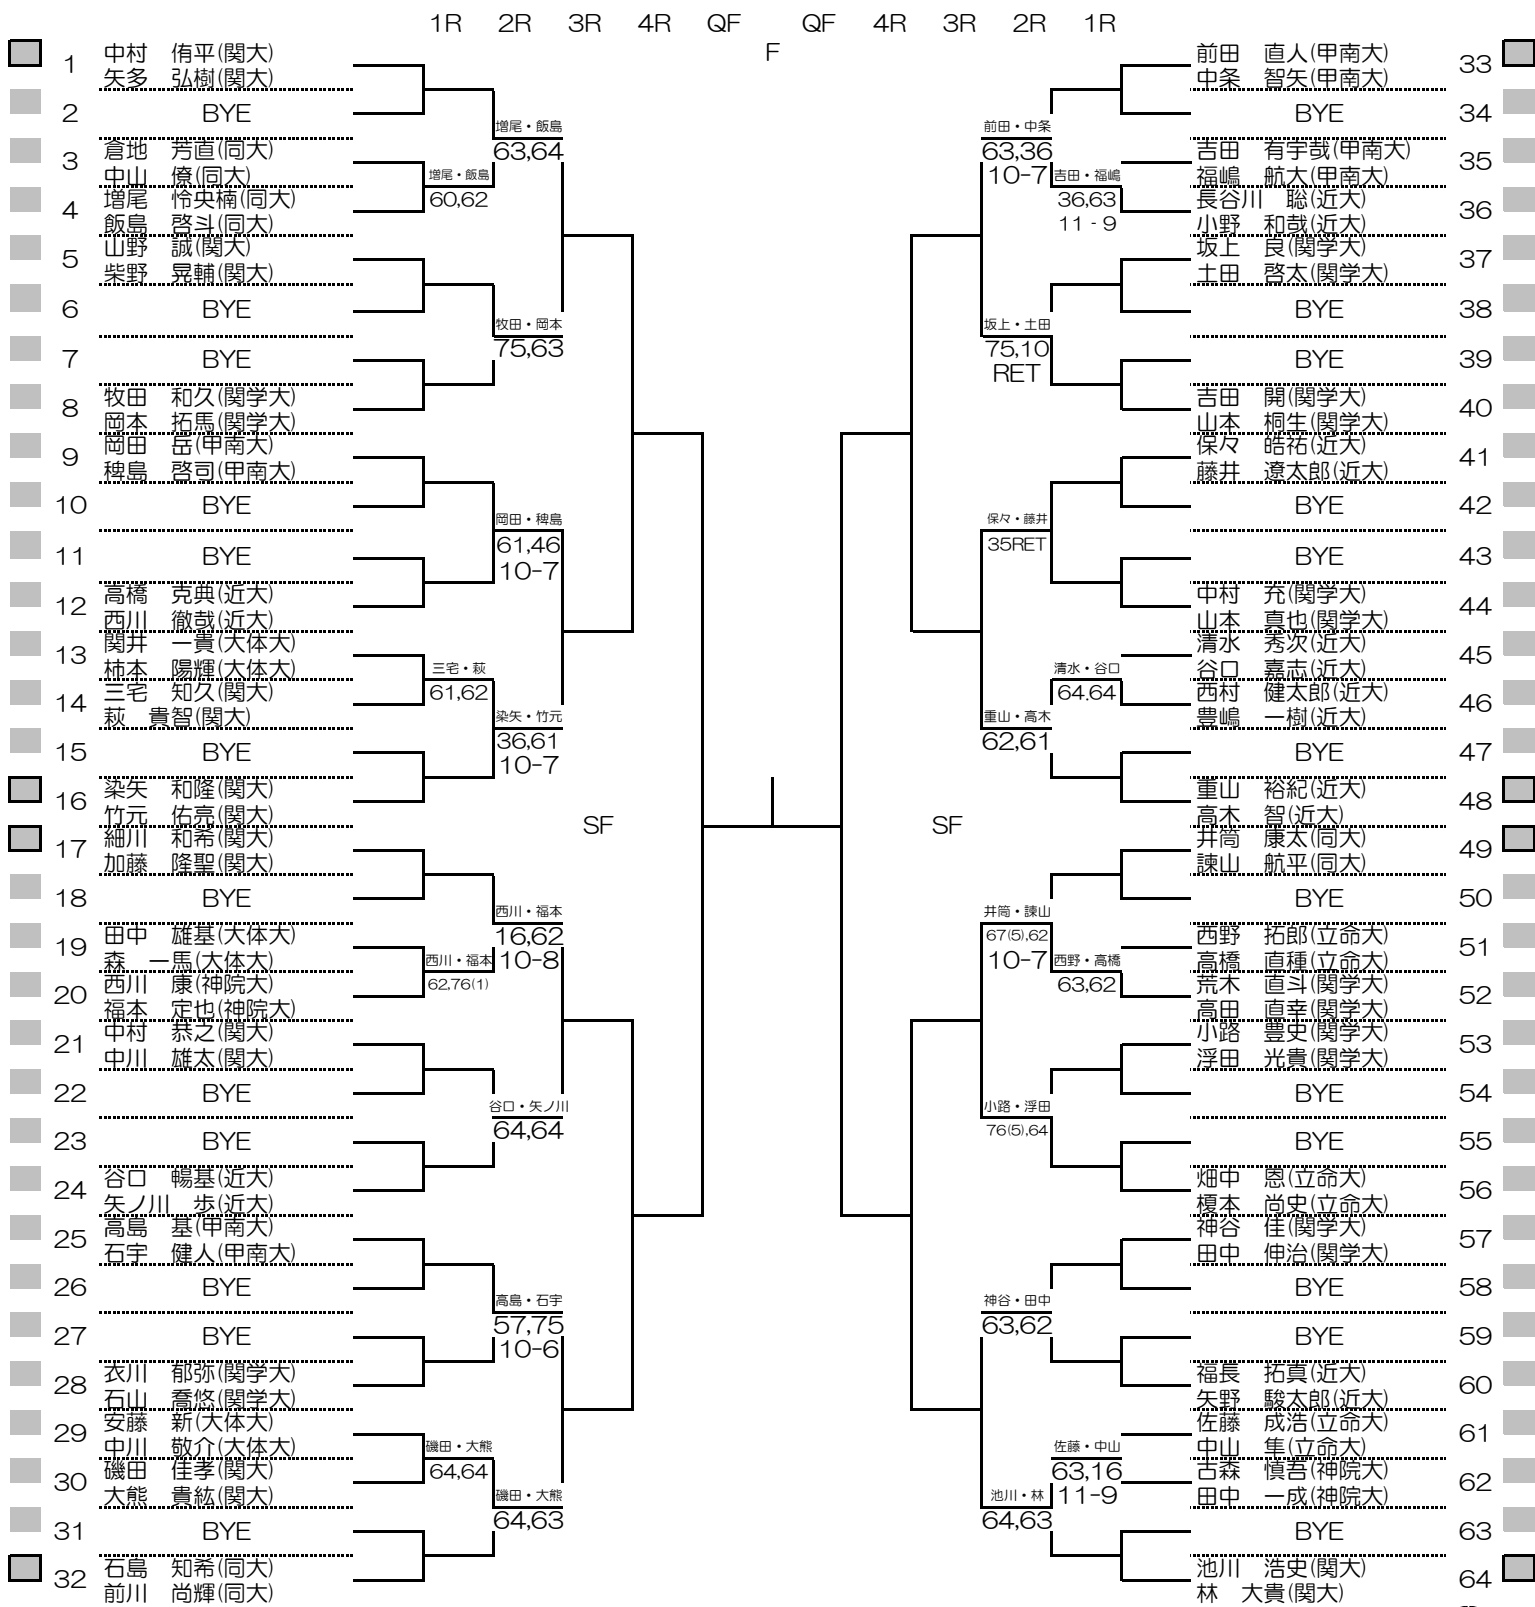 1R 2R 3R 4R QF QF 4R 3R 2R 1R
F
1 中村 侑平(関大)
矢多 弘樹(関大)
2 BYE
3 倉地 芳直(同大)
中山 僚(同大)
4 増尾 怜央楠(同大)
飯島 啓斗(同大)
5 山野 誠(関大)
柴野 晃輔(関大)
6 BYE
7 BYE
8 牧田 和久(関学大)
岡本 拓馬(関学大)
9 岡田 岳(甲南大)
稗島 啓司(甲南大)
10 BYE
11 BYE
12 高橋 克典(近大)
西川 徹哉(近大)
13 関井 一貴(大体大)
柿本 陽輝(大体大)
14 三宅 知久(関大)
萩 貴智(関大)
15 BYE
16 染矢 和隆(関大)
竹元 佑亮(関大)
17 細川 和希(関大)
加藤 隆聖(関大)
18 BYE
19 田中 雄基(大体大)
森 一馬(大体大)
20 西川 康(神院大)
福本 定也(神院大)
21 中村 恭之(関大)
中川 雄太(関大)
22 BYE
23 BYE
24 谷口 暢基(近大)
矢ノ川 歩(近大)
25 高島 基(甲南大)
石宇 健人(甲南大)
26 BYE
27 BYE
28 衣川 郁弥(関学大)
石山 喬悠(関学大)
29 安藤 新(大体大)
中川 敬介(大体大)
30 磯田 佳孝(関大)
大熊 貴紘(関大)
31 BYE
32 石島 知希(同大)
前川 尚輝(同大)
増尾・飯島
60,62
三宅・萩
61,62
西川・福本
62,76(1)
磯田・大熊
64,64
増尾・飯島
63,64
牧田・岡本
75,63
岡田・稗島
61,46
10-7
染矢・竹元
36,61
10-7
西川・福本
16,62
10-8
谷口・矢ノ川
64,64
高島・石宇
57,75
10-6
磯田・大熊
64,63
SF
SF
前田・中条
63,36
10-7
坂上・土田
75,10
RET
保々・藤井
35RET
重山・高木
62,61
井筒・諫山
67(5),62
10-7
小路・浮田
76(5),64
神谷・田中
63,62
池川・林
64,63
吉田・福嶋
36,63
11-9
清水・谷口
64.64
西野・高橋
63,62
佐藤・中山
63,16
11-9
前田 直人(甲南大) 33
中条 智矢(甲南大)
BYE 34
吉田 有宇哉(甲南大) 35
福嶋 航大(甲南大)
長谷川 聡(近大) 36
小野 和哉(近大)
坂上 良(関学大) 37
土田 啓太(関学大)
BYE 38
BYE 39
吉田 開(関学大) 40
山本 桐生(関学大)
保々 皓祐(近大) 41
藤井 遼太郎(近大)
BYE 42
BYE 43
中村 充(関学大) 44
山本 真也(関学大)
清水 秀次(近大) 45
谷口 嘉志(近大)
西村 健太郎(近大) 46
豊嶋 一樹(近大)
BYE 47
重山 裕紀(近大) 48
高木 智(近大)
井筒 康太(同大) 49
諫山 航平(同大)
BYE 50
西野 拓郎(立命大) 51
高橋 直種(立命大)
荒木 直斗(関学大) 52
高田 直幸(関学大)
小路 豊史(関学大) 53
浮田 光貴(関学大)
BYE 54
BYE 55
畑中 恩(立命大) 56
榎本 尚史(立命大)
神谷 佳(関学大) 57
田中 伸治(関学大)
BYE 58
BYE 59
福長 拓真(近大) 60
矢野 駿太郎(近大)
佐藤 成浩(立命大) 61
中山 隼(立命大)
古森 慎吾(神院大) 62
田中 一成(神院大)
BYE 63
池川 浩史(関大) 64
林 大貴(関大)